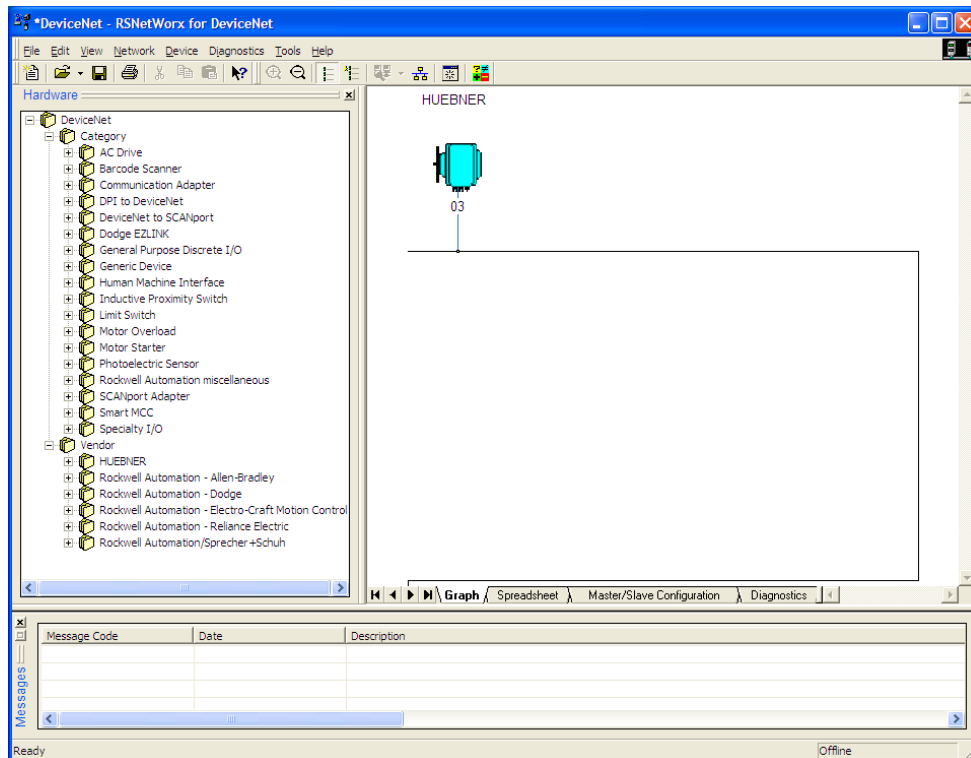 *DeviceNet - RSNetWorx for DeviceNet
File Edit View Network Device Diagnostics Tools Help
Hardware
DeviceNet
Category
AC Drive
Barcode Scanner
Communication Adapter
DPI to DeviceNet
DeviceNet to SCANport
Dodge EZLINK
General Purpose Discrete I/O
Generic Device
Human Machine Interface
Inductive Proximity Switch
Limit Switch
Motor Overload
Motor Starter
Photoelectric Sensor
Rockwell Automation miscellaneous
SCANport Adapter
Smart MCC
Specialty I/O
Vendor
HUEBNER
Rockwell Automation - Allen-Bradley
Rockwell Automation - Dodge
Rockwell Automation - Electro-Craft Motion Control
Rockwell Automation - Reliance Electric
Rockwell Automation/Sprecher+Schuh
HUEBNER
03
Graph Spreadsheet Master/Slave Configuration Diagnostics
Messages
Message Code Date Description
Ready Offline